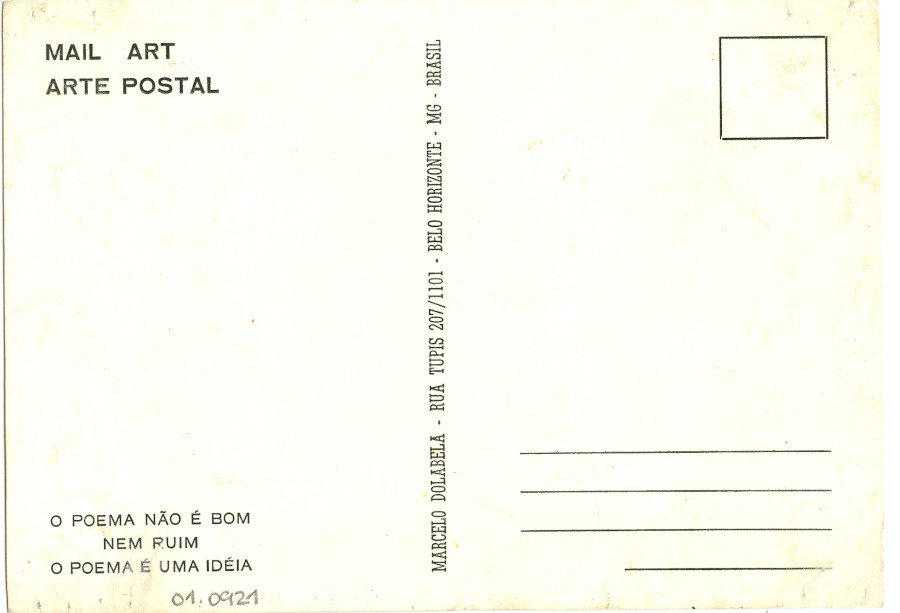 MAIL ART
ARTE POSTAL
MARCELO DOLABELA - RUA TUPIS 207/1101 - BELO HORIZONTE - MG - BRASIL
O POEMA NÃO É BOM
NEM RUIM
O POEMA É UMA IDÉIA
01.0921